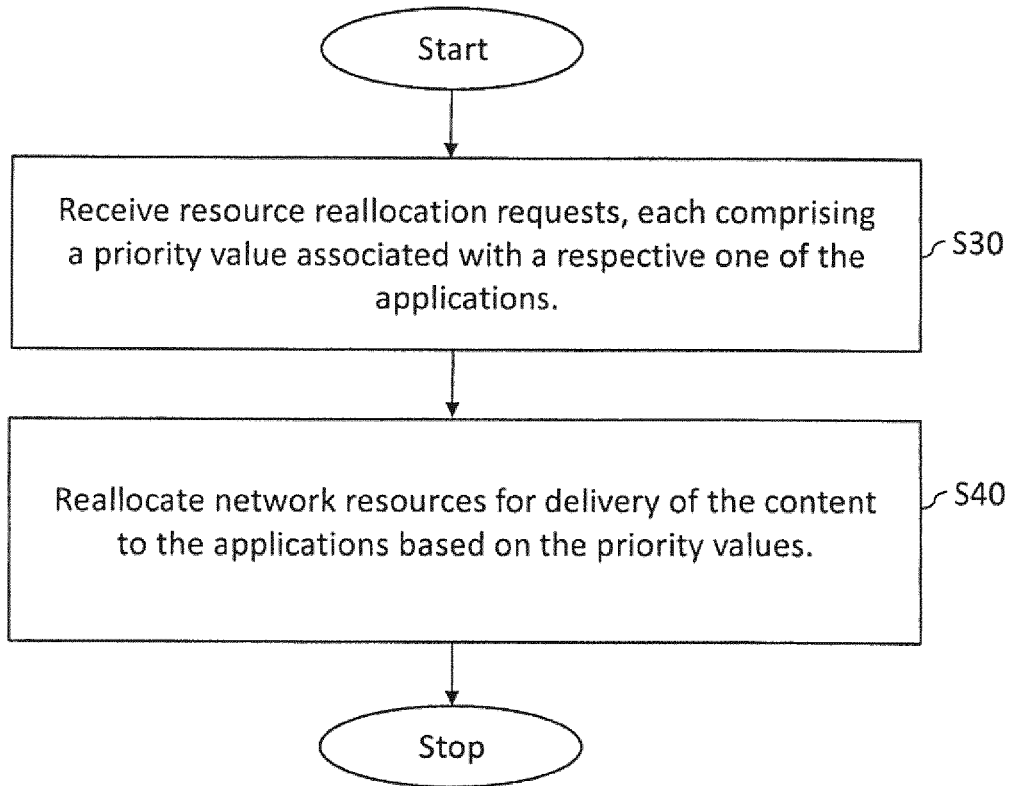 Start
Receive resource reallocation requests, each comprising
a priority value associated with a respective one of the
applications.
S30
Reallocate network resources for delivery of the content
to the applications based on the priority values.
S40
Stop